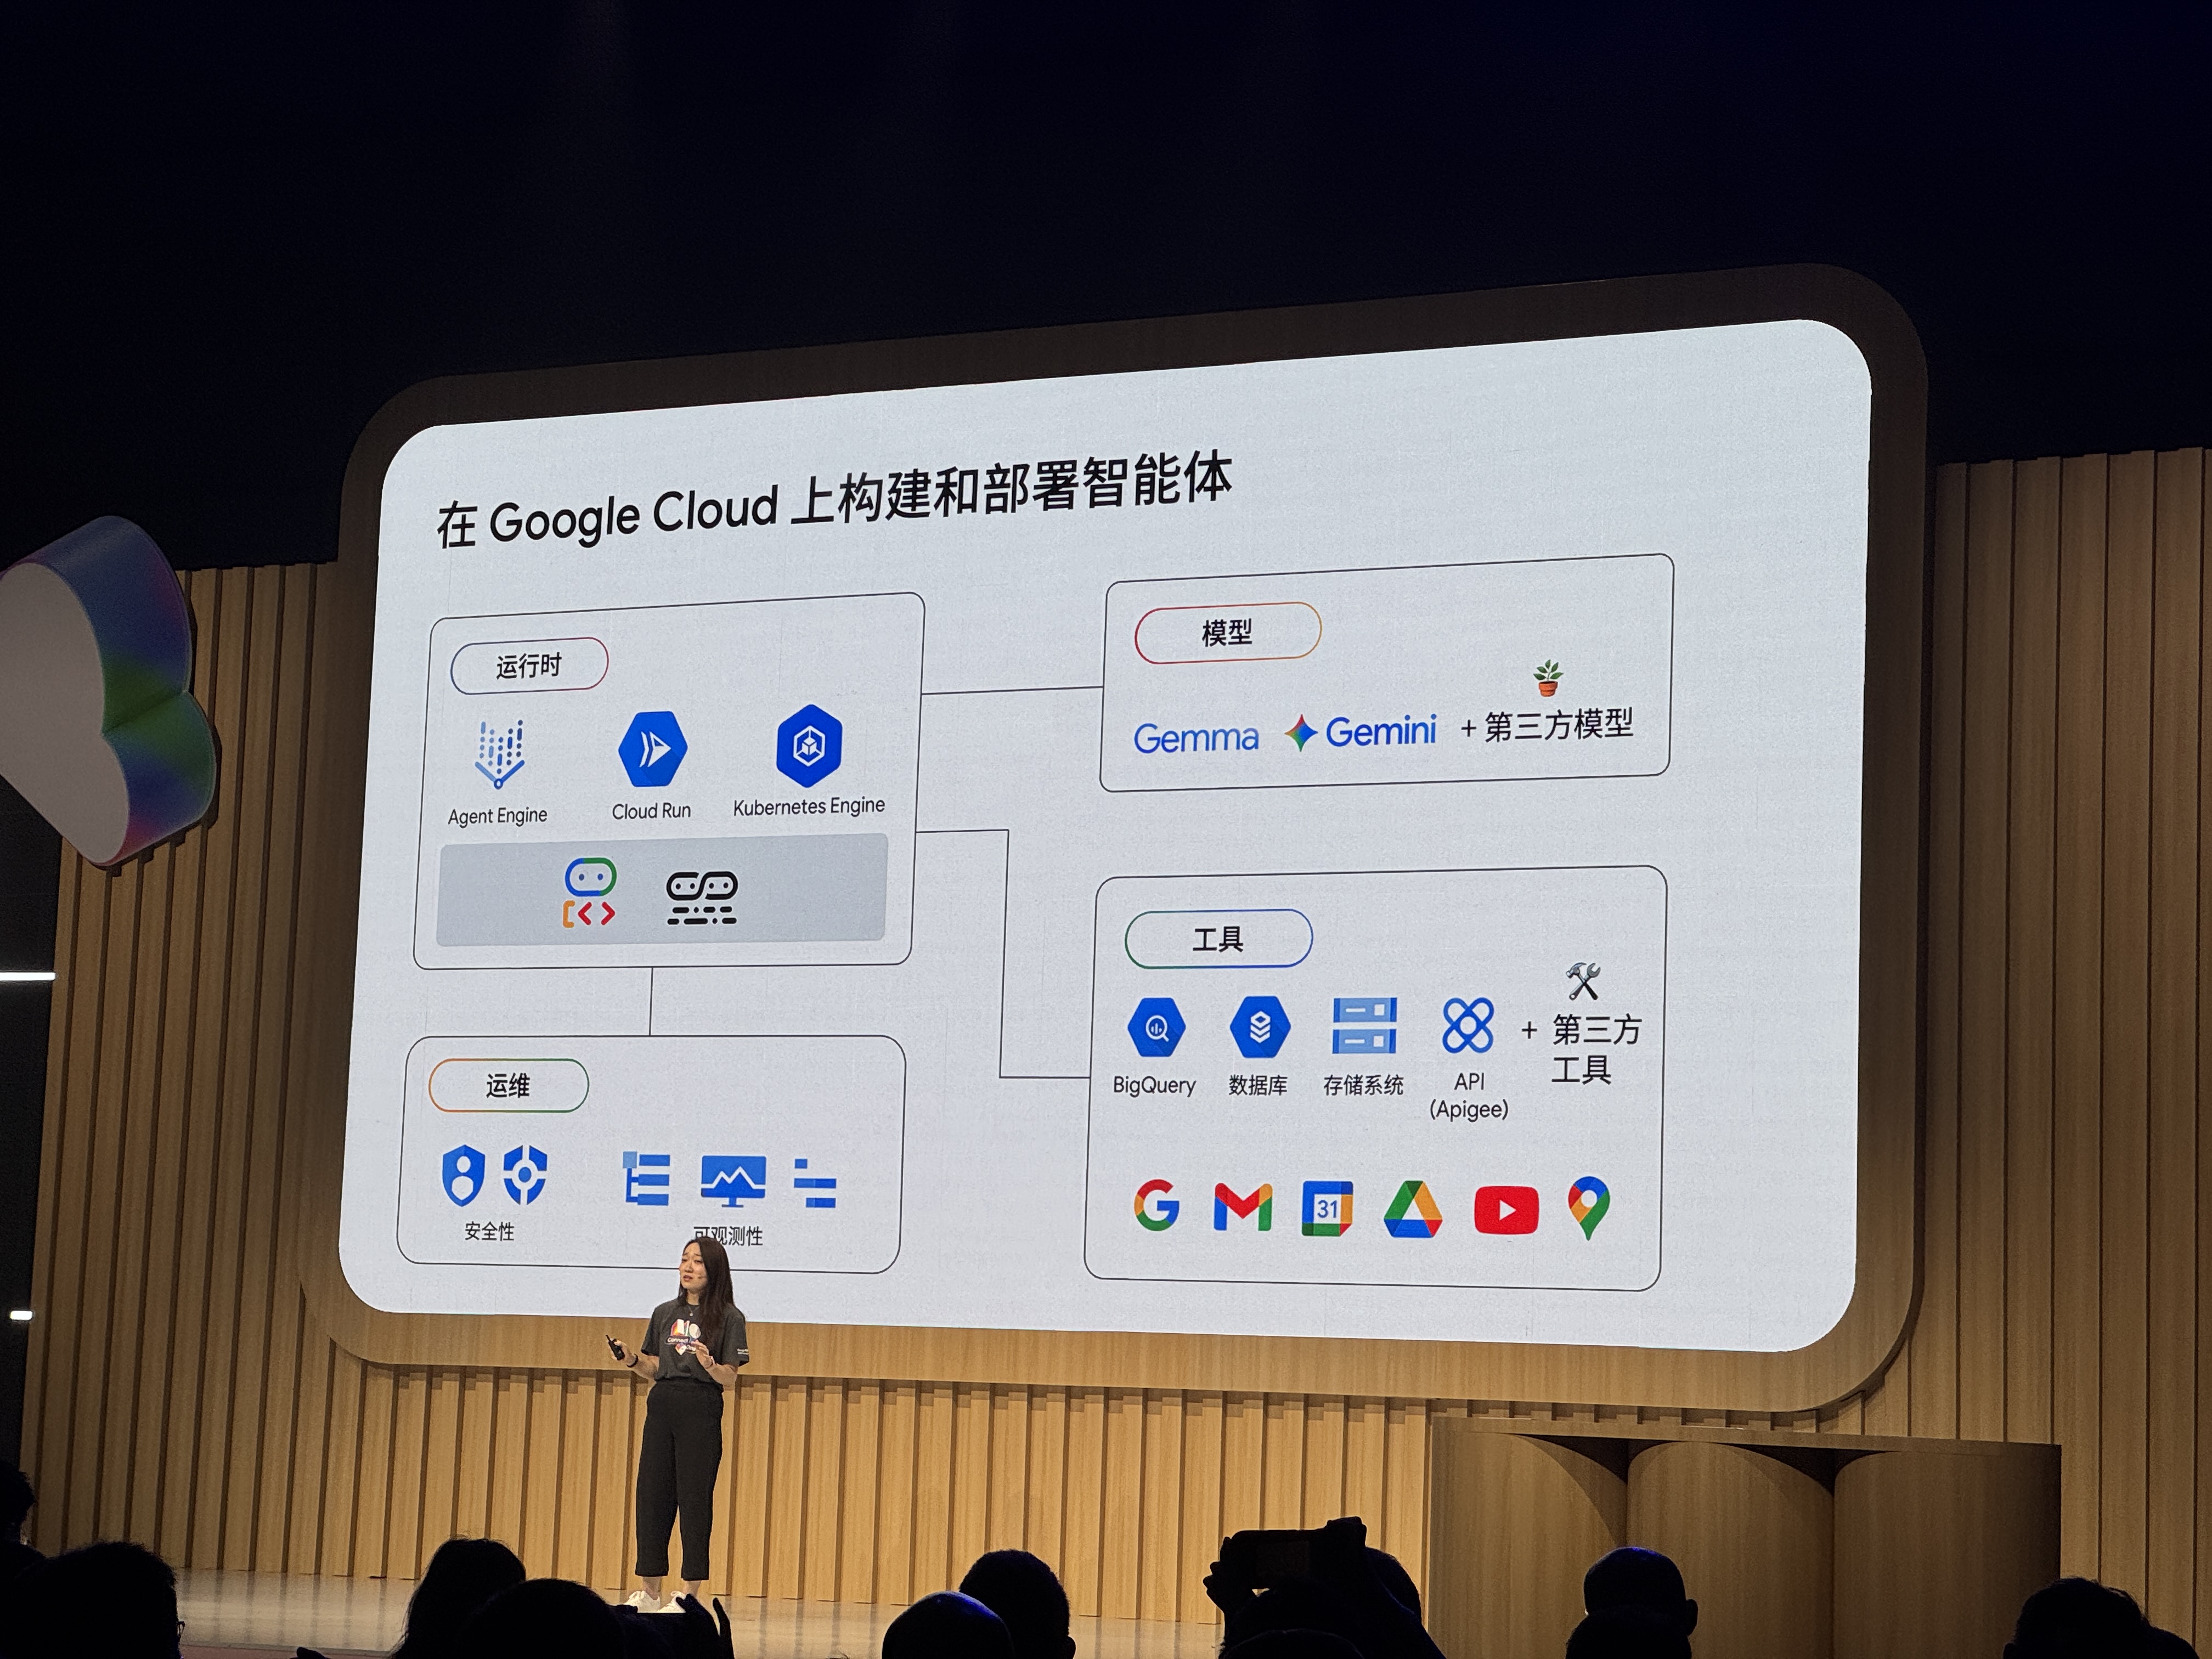 在 Google Cloud 上构建和部署智能体
运行时
Agent Engine
Cloud Run
Kubernetes Engine
模型
Gemma
Gemini
+ 第三方模型
工具
BigQuery
数据库
存储系统
API
(Apigee)
+ 第三方
工具
31
运维
安全性
可观测性